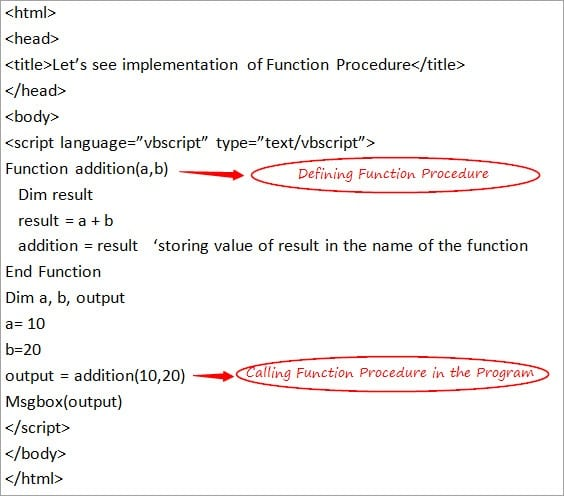 <html>
<head>
<title>Let’s see implementation of Function Procedure</title>
</head>
<body>
<script language=”vbscript” type=”text/vbscript”>
Function addition(a,b)
Defining Function Procedure
Dim result
result = a + b
addition = result ‘storing value of result in the name of the function
End Function
Dim a, b, output
a= 10
b=20
output = addition(10,20)
Calling Function Procedure in the Program
Msgbox(output)
</script>
</body>
</html>